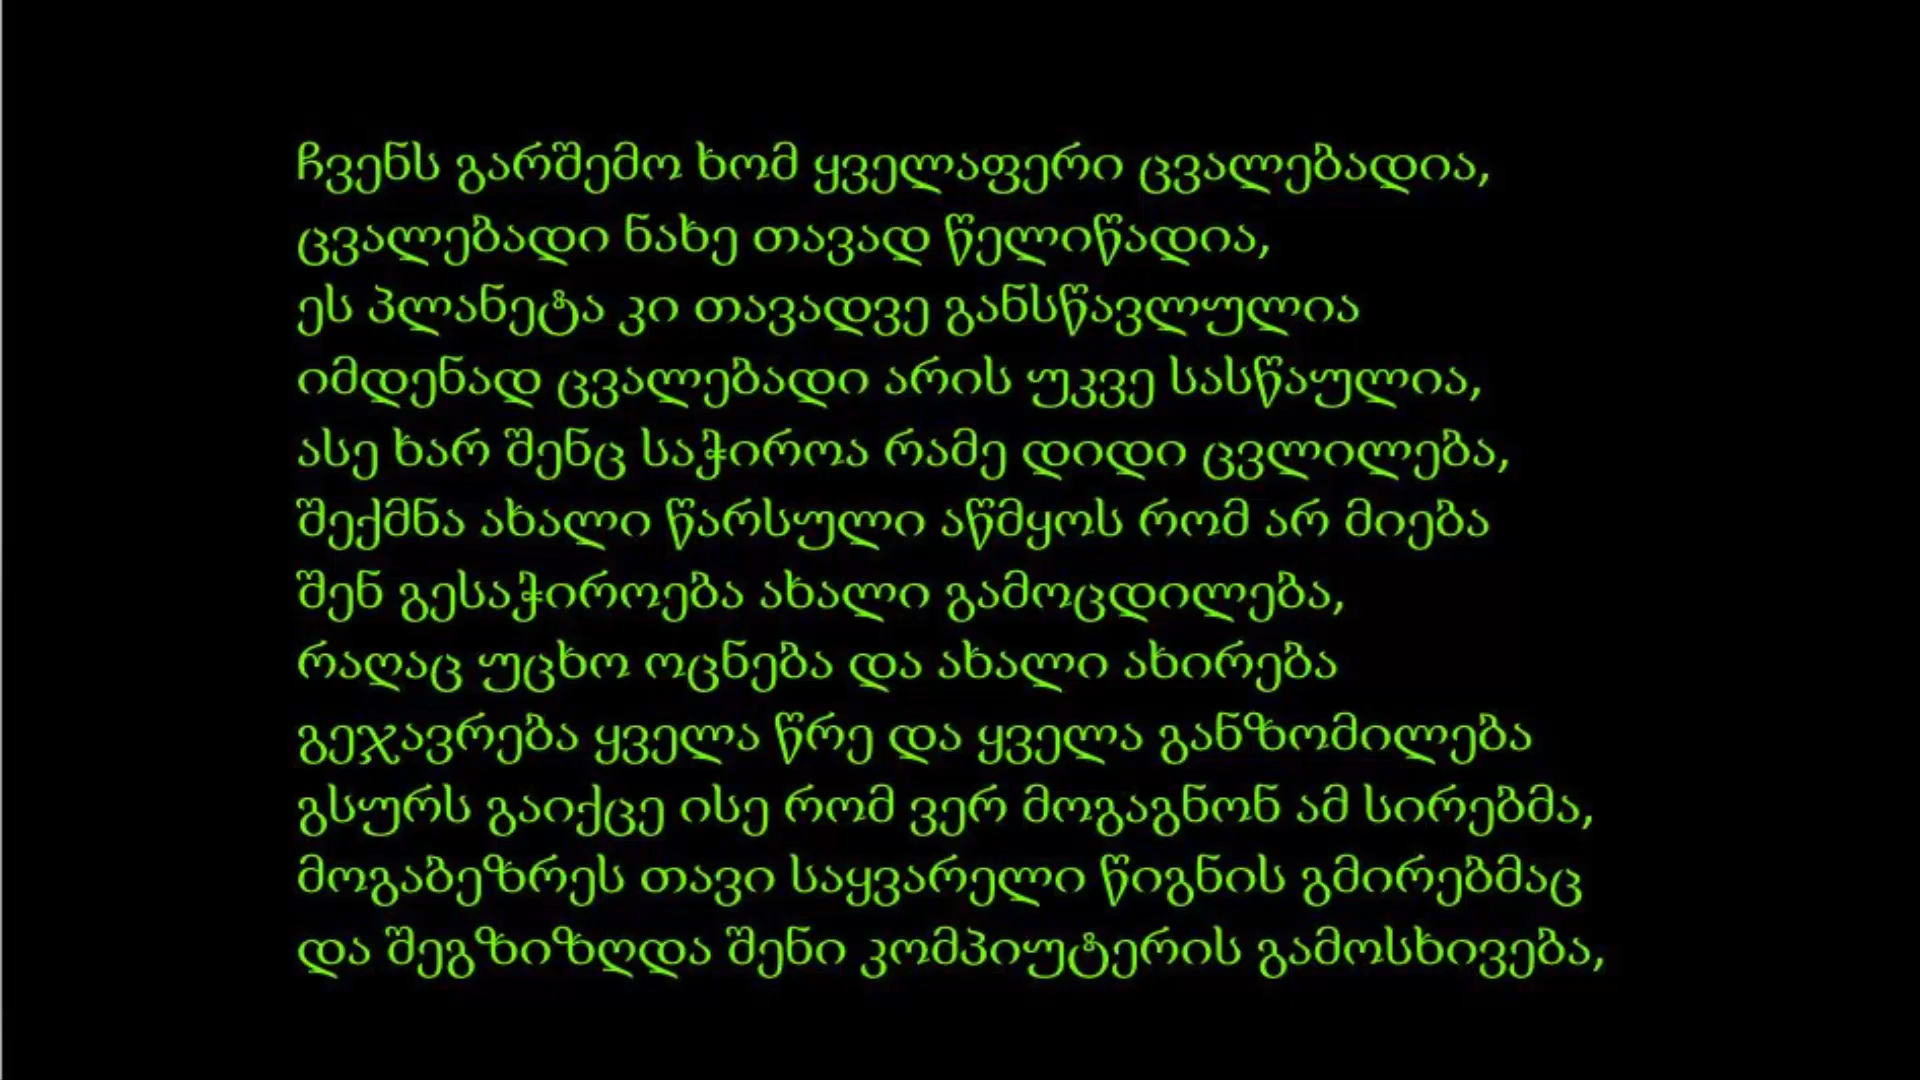 ჩვენს გარშემო ხომ ყველაფერი ცვალებადია,
ცვალებადი ნახე თავად წელიწადია,
ეს პლანეტა კი თავადვე განსწავლულია
იმდენად ცვალებადი არის უკვე სასწაულია,
ასე ხარ შენც საჭიროა რამე დიდი ცვლილება,
შექმნა ახალი წარსული აწმყოს რომ არ მიება
შენ გესაჭიროება ახალი გამოცდილება,
რაღაც უცხო ოცნება და ახალი ახირება
გეჯავრება ყველა წრე და ყველა განზომილება
გსურს გაიქცე ისე რომ ვერ მოგაგნონ ამ სირებმა,
მოგაბეზრეს თავი საყვარელი წიგნის გმირებმაც
და შეგზიზღდა შენი კომპიუტერის გამოსხივება,